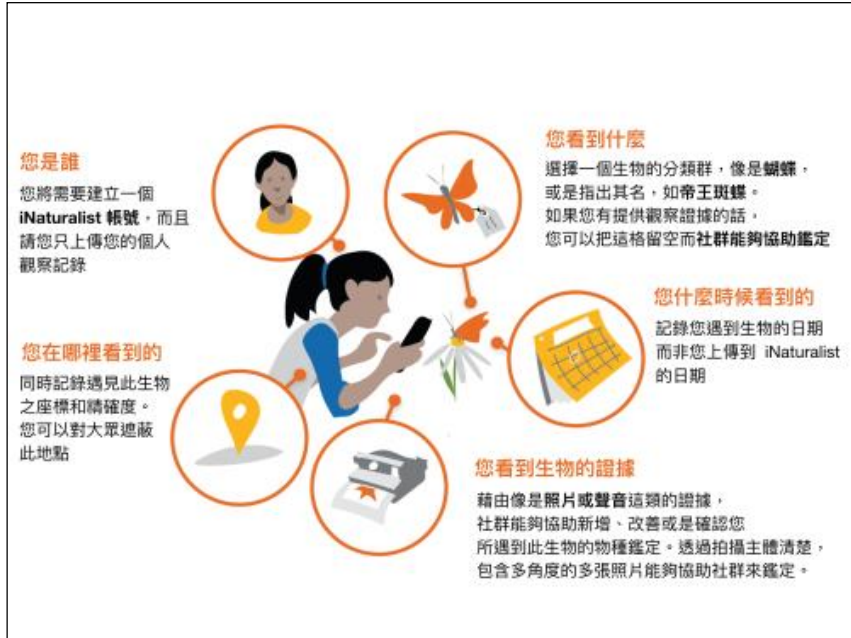 您是誰
您將需要建立一個
iNaturalist 帳號，而且
請您只上傳您的個人
觀察記錄
您看到什麼
選擇一個生物的分類群，像是蝴蝶，
或是指出其名，如帝王斑蝶。
如果您有提供觀察證據的話，
您可以把這格留空而社群能夠協助鑑定
您什麼時候看到的
記錄您遇到生物的日期
而非您上傳到 iNaturalist
的日期
您在哪裡看到的
同時記錄遇見此生物
之座標和精確度。
您可以對大眾遮蔽
此地點
您看到生物的證據
藉由像是照片或聲音這類的證據，
社群能夠協助新增、改善或是確認您
所遇到此生物的物種鑑定。透過拍攝主體清楚，
包含多角度的多張照片能夠協助社群來鑑定。